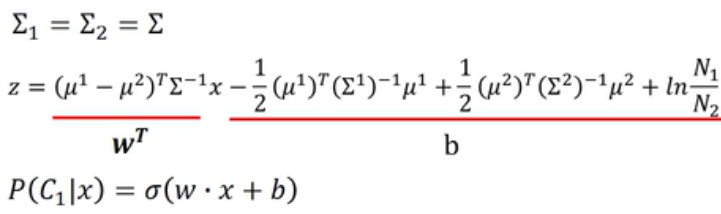 Σ₁ = Σ₂ = Σ
z = (μ¹ − μ²)ᵀΣ⁻¹x − 1/2 (μ¹)ᵀ(Σ¹)⁻¹μ¹ + 1/2 (μ²)ᵀ(Σ²)⁻¹μ² + ln N₁/N₂
wᵀ b
P(C₁|x) = σ(w · x + b)